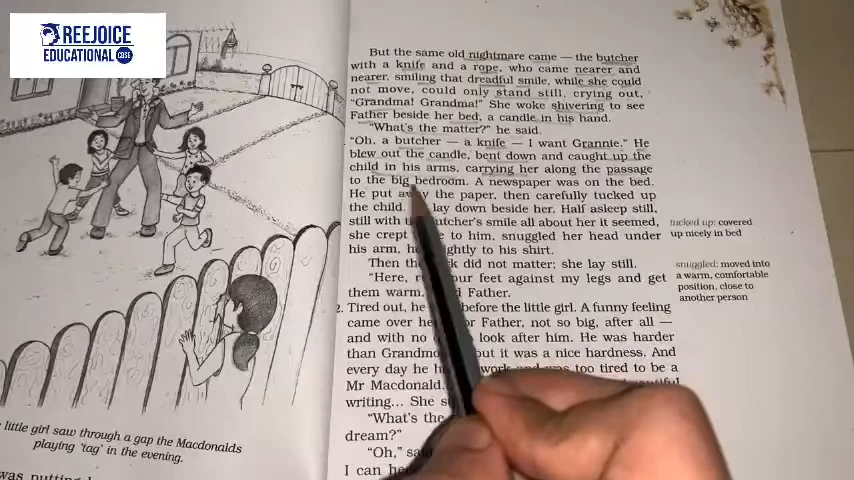 REEJOICE
EDUCATIONAL CBSE
But the same old nightmare came — the butcher
with a knife and a rope, who came nearer and
nearer, smiling that dreadful smile, while she could
not move, could only stand still, crying out,
"Grandma! Grandma!" She woke shivering to see
Father beside her bed, a candle in his hand.
"What's the matter?" he said.
"Oh, a butcher — a knife — I want Grannie." He
blew out the candle, bent down and caught up the
child in his arms, carrying her along the passage
to the big bedroom. A newspaper was on the bed.
He put away the paper, then carefully tucked up
the child. lay down beside her. Half asleep still,
still with butcher's smile all about her it seemed,
she crept to him, snuggled her head under
his arm, tightly to his shirt.
Then the did not matter; she lay still.
"Here, your feet against my legs and get
them warm, Father.
2. Tired out, he before the little girl. A funny feeling
came over Father, not so big, after all —
and with no look after him. He was harder
than but it was a nice hardness. And
every day he work and was too tired to be a
Mr Macdonald.
writing... She
"What's the
dream?"
"Oh,"
I can
tucked up: covered
up nicely in bed
snuggled: moved into
a warm, comfortable
position, close to
another person
little girl saw through a gap the Macdonalds
playing 'tag' in the evening.
was putting